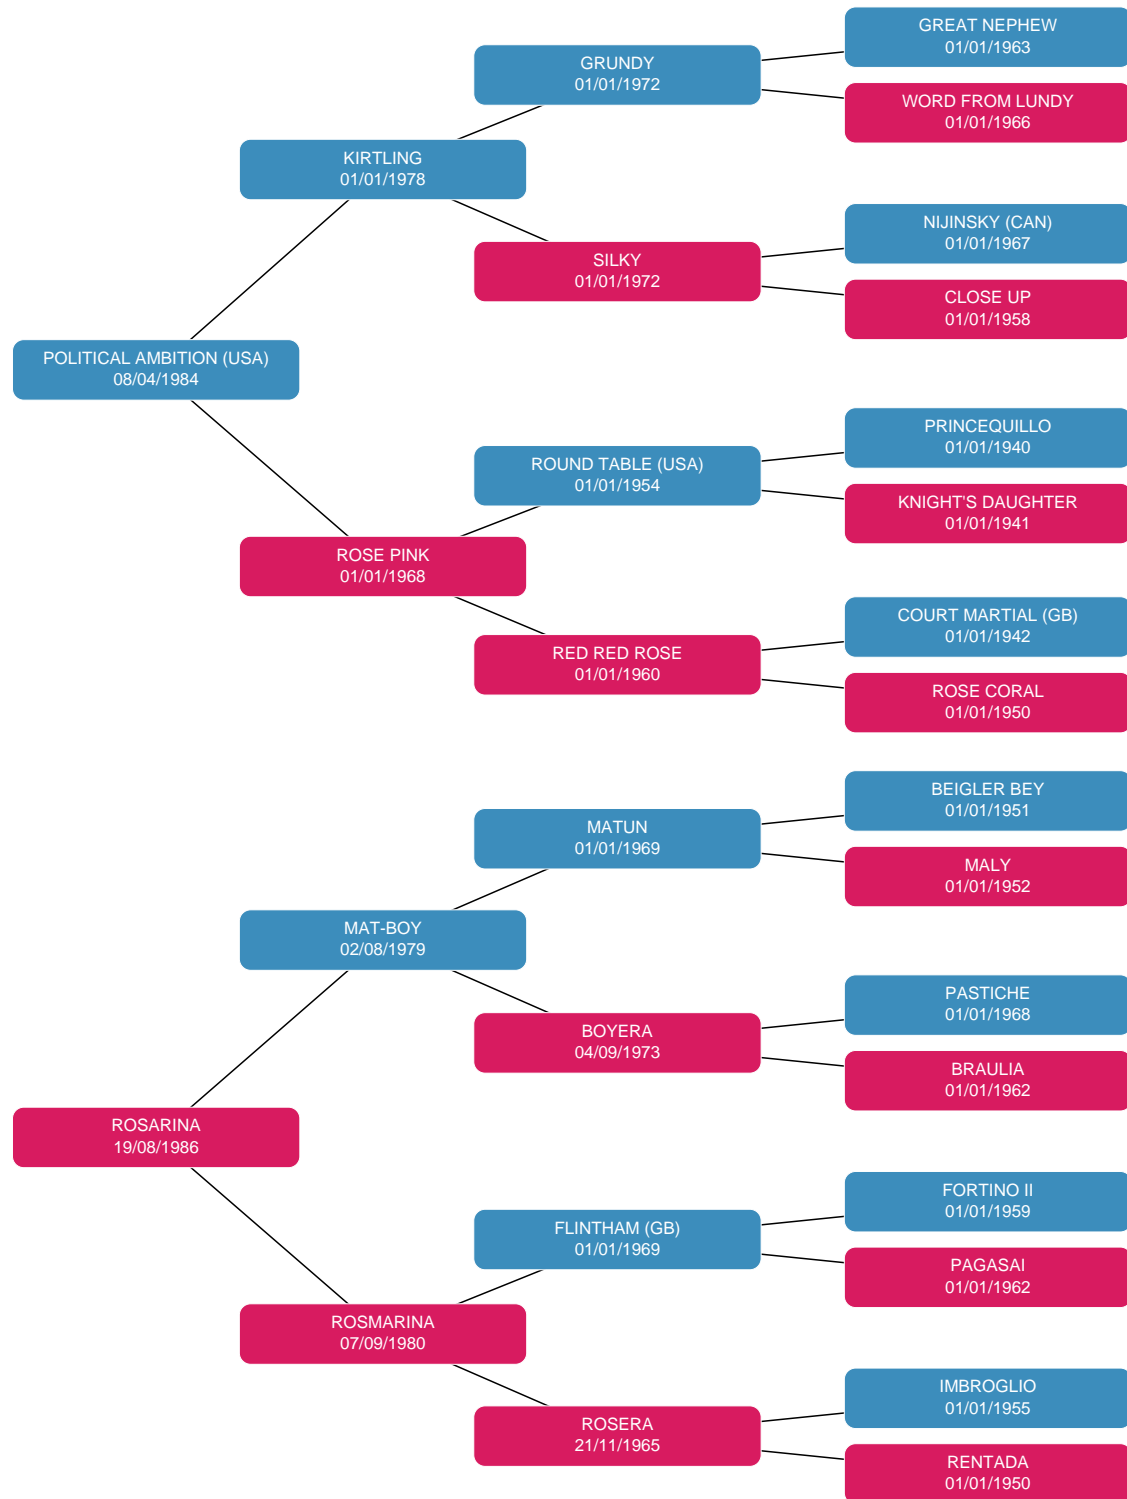 GREAT NEPHEW
01/01/1963
GRUNDY
01/01/1972
WORD FROM LUNDY
01/01/1966
KIRTLING
01/01/1978
NIJINSKY (CAN)
01/01/1967
SILKY
01/01/1972
CLOSE UP
01/01/1958
POLITICAL AMBITION (USA)
08/04/1984
PRINCEQUILLO
01/01/1940
ROUND TABLE (USA)
01/01/1954
KNIGHT'S DAUGHTER
01/01/1941
ROSE PINK
01/01/1968
COURT MARTIAL (GB)
01/01/1942
RED RED ROSE
01/01/1960
ROSE CORAL
01/01/1950
BEIGLER BEY
01/01/1951
MATUN
01/01/1969
MALY
01/01/1952
MAT-BOY
02/08/1979
PASTICHE
01/01/1968
BOYERA
04/09/1973
BRAULIA
01/01/1962
ROSARINA
19/08/1986
FORTINO II
01/01/1959
FLINTHAM (GB)
01/01/1969
PAGASAI
01/01/1962
ROSMARINA
07/09/1980
IMBROGLIO
01/01/1955
ROSERA
21/11/1965
RENTADA
01/01/1950